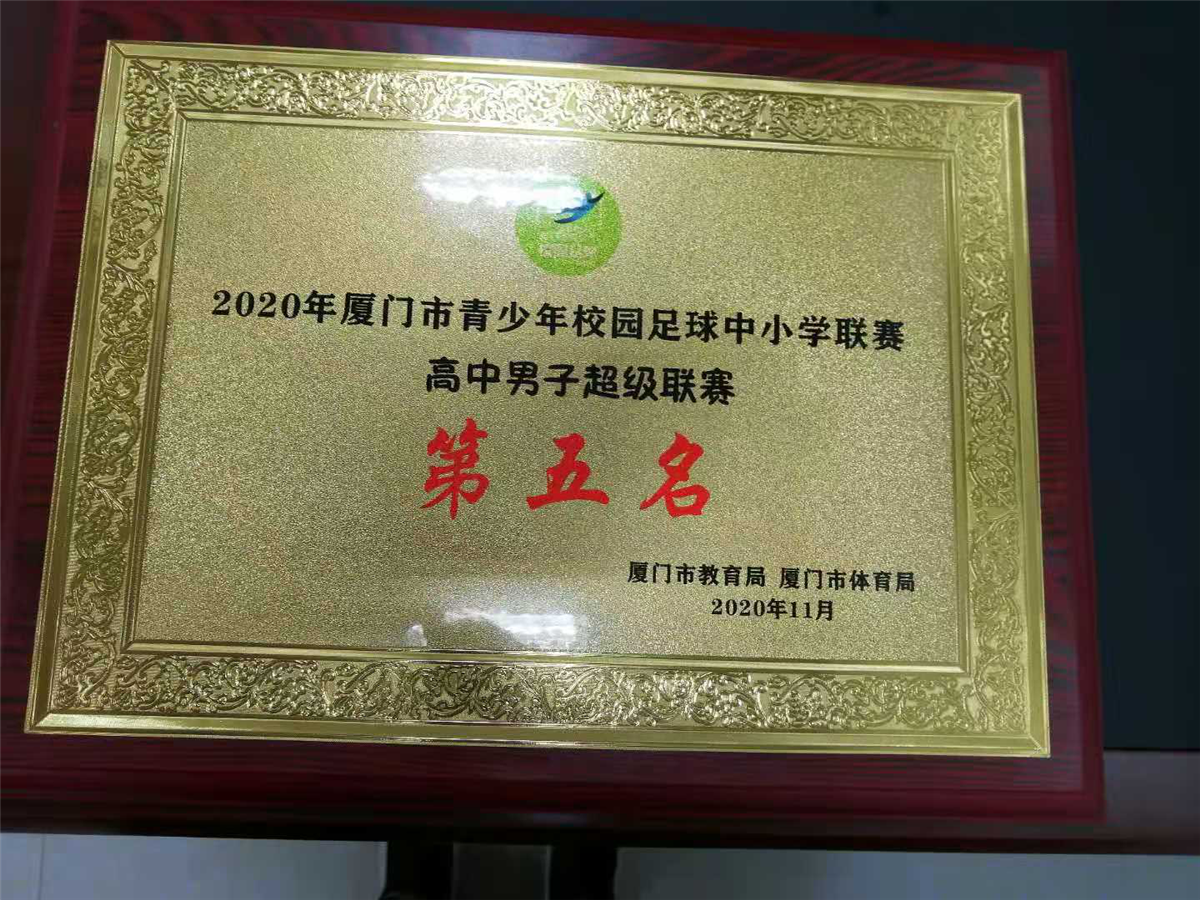 2020年厦门市青少年校园足球中小学联赛
高中男子超级联赛
第五名
厦门市教育局 厦门市体育局
2020年11月